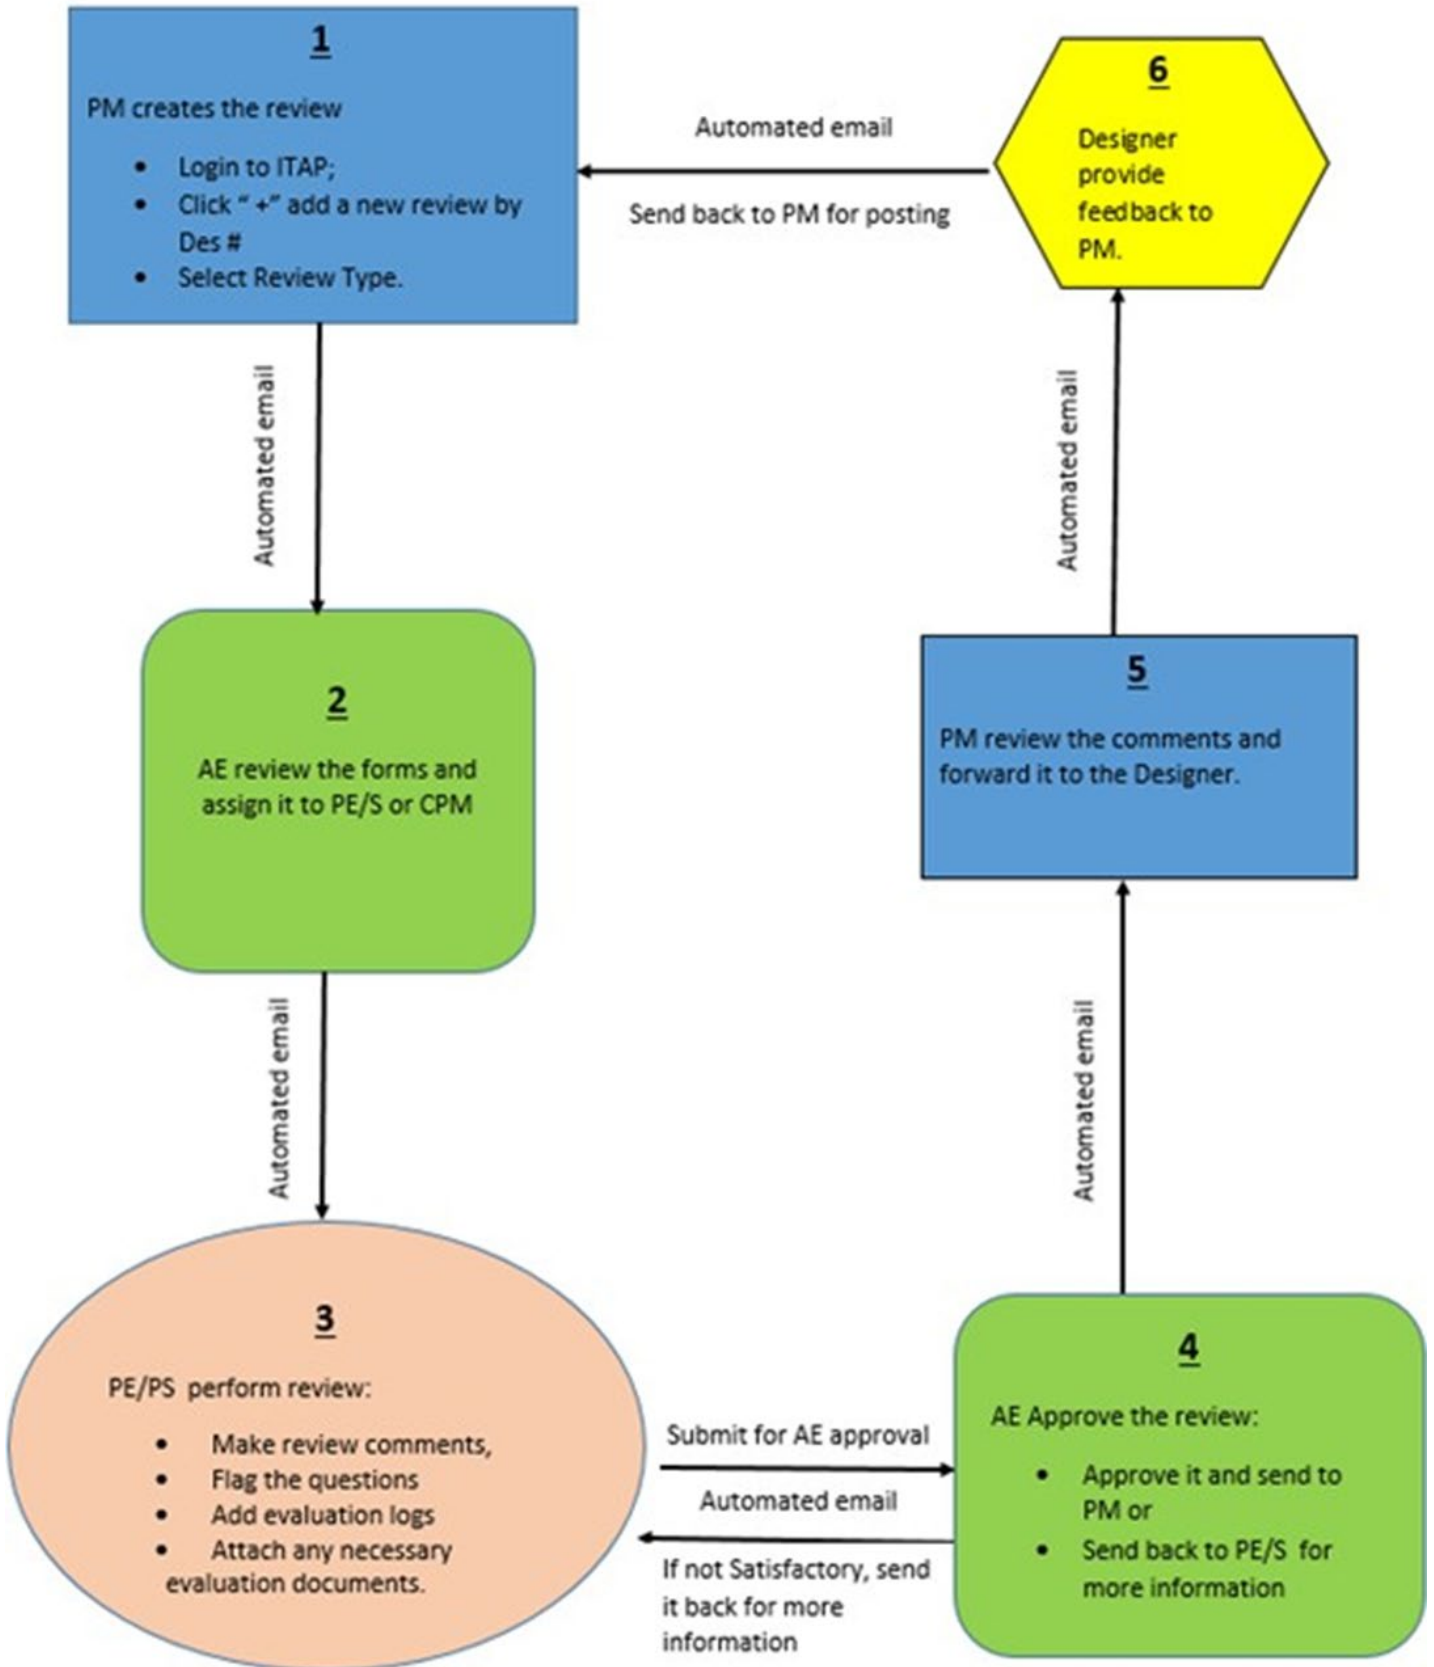 1
PM creates the review
• Login to ITAP;
• Click “ +” add a new review by
Des #
• Select Review Type.
Automated email
2
AE review the forms and
assign it to PE/S or CPM
Automated email
3
PE/PS perform review:
• Make review comments,
• Flag the questions
• Add evaluation logs
• Attach any necessary
evaluation documents.
Submit for AE approval
Automated email
If not Satisfactory, send
it back for more
information
4
AE Approve the review:
• Approve it and send to
PM or
• Send back to PE/S for
more information
Automated email
5
PM review the comments and
forward it to the Designer.
Automated email
6
Designer
provide
feedback to
PM.
Automated email
Send back to PM for posting